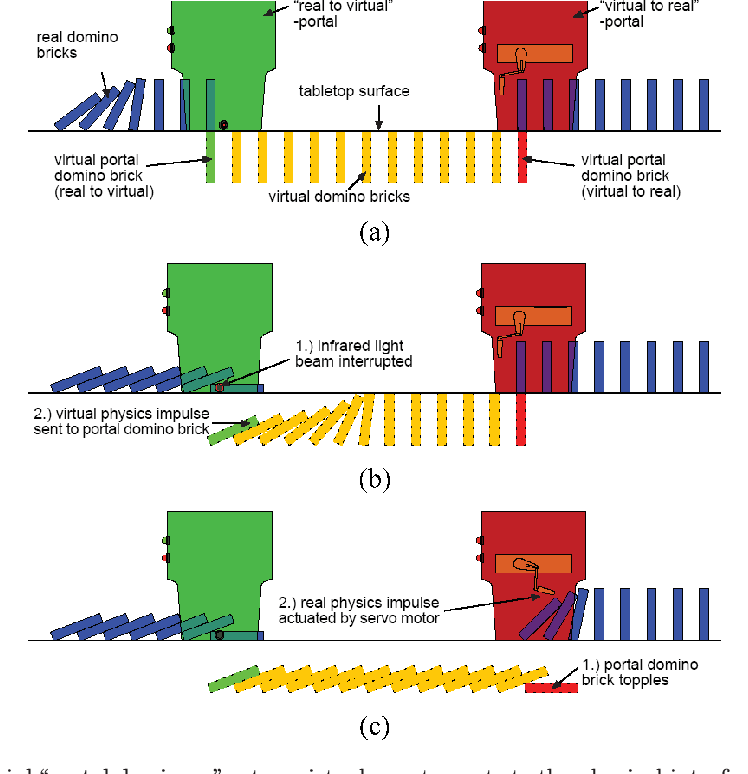 "real to virtual"
-portal
"virtual to real"
-portal
real domino
bricks
tabletop surface
virtual portal
domino brick
(real to virtual)
virtual domino bricks
virtual portal
domino brick
(virtual to real)
(a)
1.) infrared light
beam interrupted
2.) virtual physics impulse
sent to portal domino brick
(b)
2.) real physics impulse
actuated by servo motor
1.) portal domino
brick topples
(c)